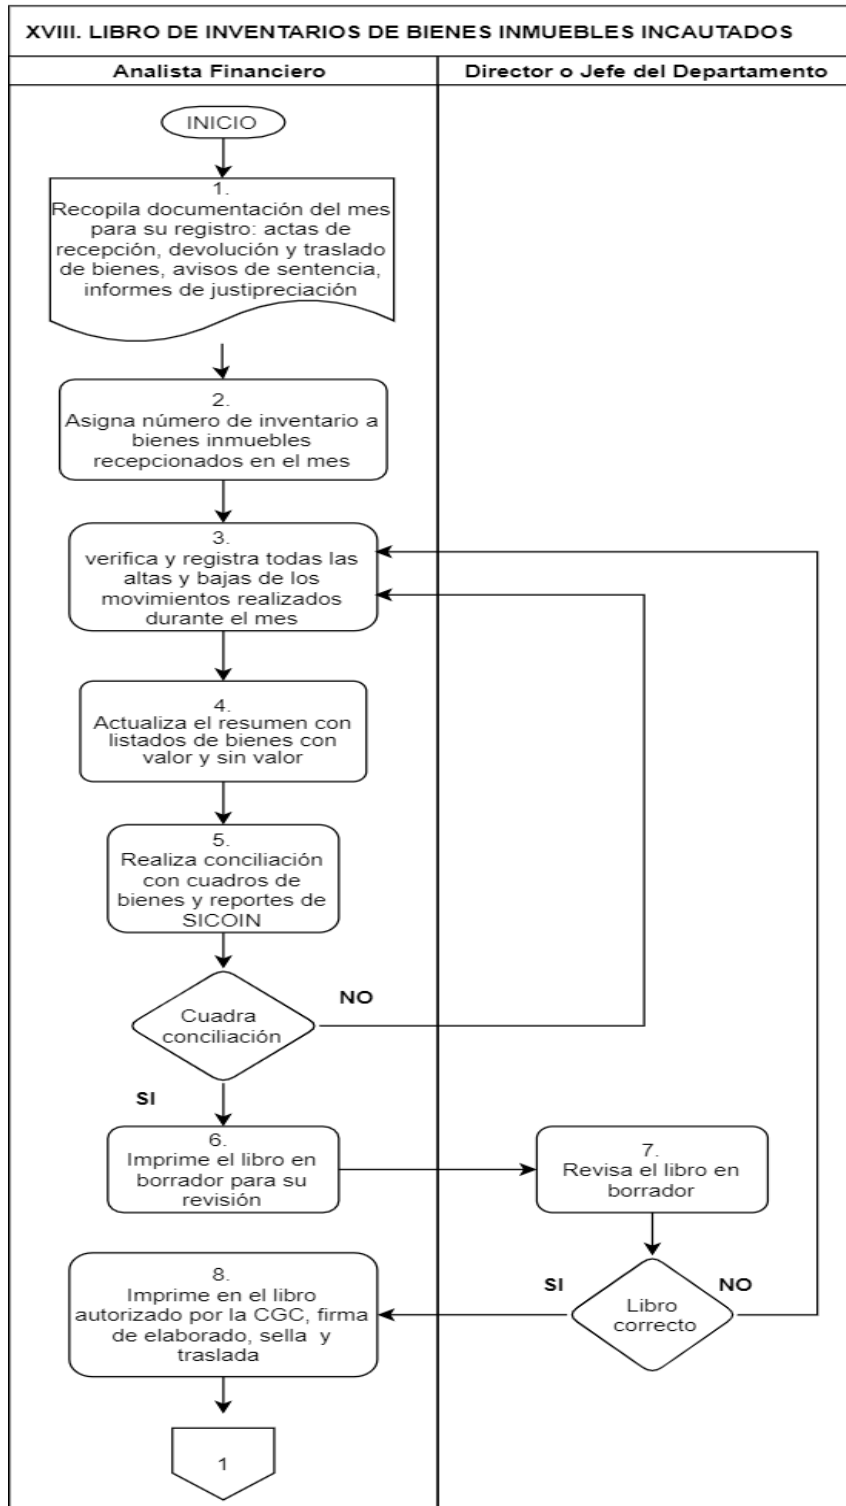 XVIII. LIBRO DE INVENTARIOS DE BIENES INMUEBLES INCAUTADOS
Analista Financiero
Director o Jefe del Departamento
INICIO
1.
Recopila documentación del mes
para su registro: actas de
recepción, devolución y traslado
de bienes, avisos de sentencia,
informes de justipreciación
2.
Asigna número de inventario a
bienes inmuebles
recepcionados en el mes
3.
verifica y registra todas las
altas y bajas de los
movimientos realizados
durante el mes
4.
Actualiza el resumen con
listados de bienes con
valor y sin valor
5.
Realiza conciliación
con cuadros de
bienes y reportes de
SICOIN
Cuadra
conciliación
NO
SI
6.
Imprime el libro en
borrador para su
revisión
7.
Revisa el libro en
borrador
Libro
correcto
SI
NO
8.
Imprime en el libro
autorizado por la CGC, firma
de elaborado, sella y
traslada
1